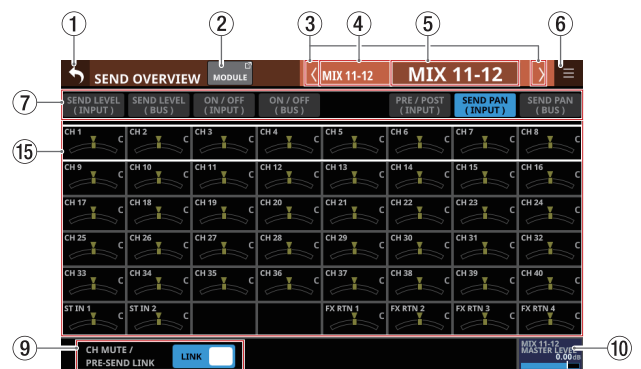 ① ② ③ ④ ⑤ ⑥
SEND OVERVIEW MODULE MIX 11-12 MIX 11-12
⑦
SEND LEVEL (INPUT) SEND LEVEL (BUS) ON / OFF (INPUT) ON / OFF (BUS) PRE / POST (INPUT) SEND PAN (INPUT) SEND PAN (BUS)
⑮
CH 1 C CH 2 C CH 3 C CH 4 C CH 5 C CH 6 C CH 7 C CH 8 C
CH 9 C CH 10 C CH 11 C CH 12 C CH 13 C CH 14 C CH 15 C CH 16 C
CH 17 C CH 18 C CH 19 C CH 20 C CH 21 C CH 22 C CH 23 C CH 24 C
CH 25 C CH 26 C CH 27 C CH 28 C CH 29 C CH 30 C CH 31 C CH 32 C
CH 33 C CH 34 C CH 35 C CH 36 C CH 37 C CH 38 C CH 39 C CH 40 C
ST IN 1 C ST IN 2 C FX RTN 1 C FX RTN 2 C FX RTN 3 C FX RTN 4 C
⑨
CH MUTE /
PRE-SEND LINK LINK
MIX 11-12
MASTER LEVEL
0.00dB
⑩